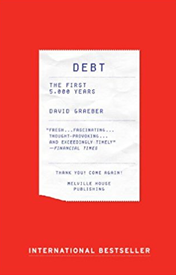 DEBT
THE FIRST
5,000 YEARS
DAVID GRAEBER
"FRESH...FASCINATING...
THOUGHT-PROVOKING...
AND EXCEEDINGLY TIMELY"
—FINANCIAL TIMES
THANK YOU! COME AGAIN!
MELVILLE HOUSE
PUBLISHING
INTERNATIONAL BESTSELLER